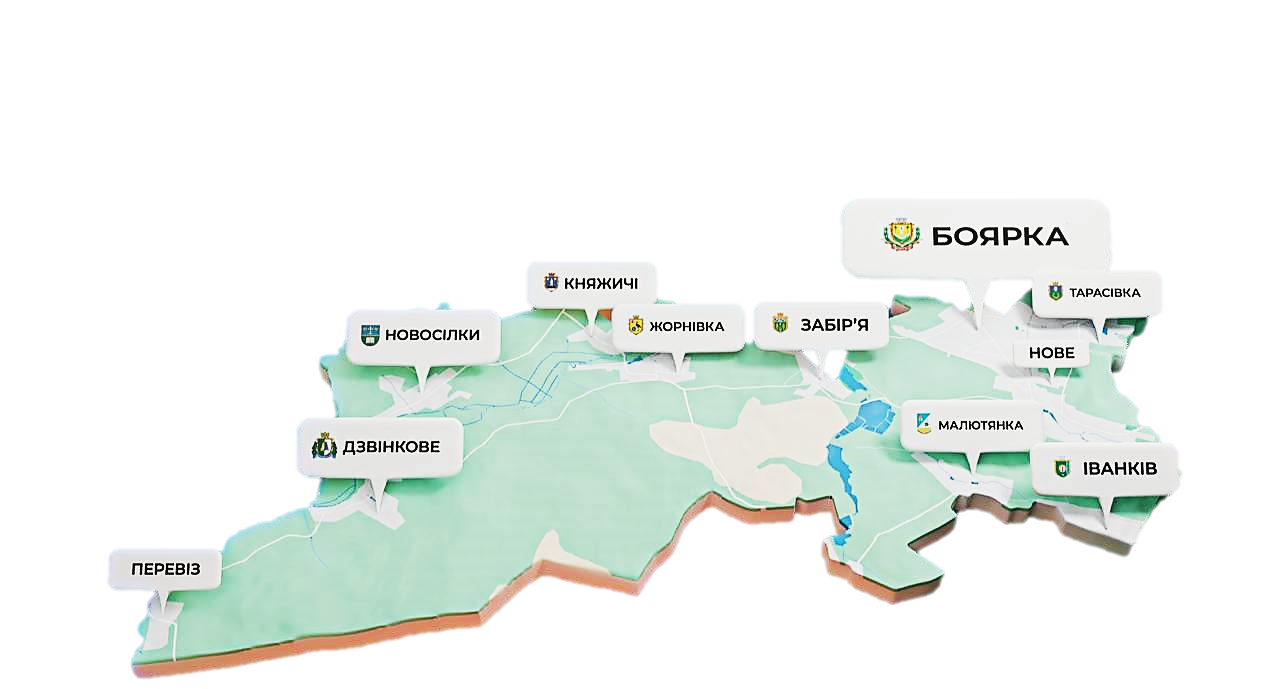 БОЯРКА
КНЯЖИЧІ
ТАРАСІВКА
НОВОСІЛКИ
ЖОРНІВКА
ЗАБІР'Я
НОВЕ
ДЗВІНКОВЕ
МАЛЮТЯНКА
ІВАНКІВ
ПЕРЕВІЗ